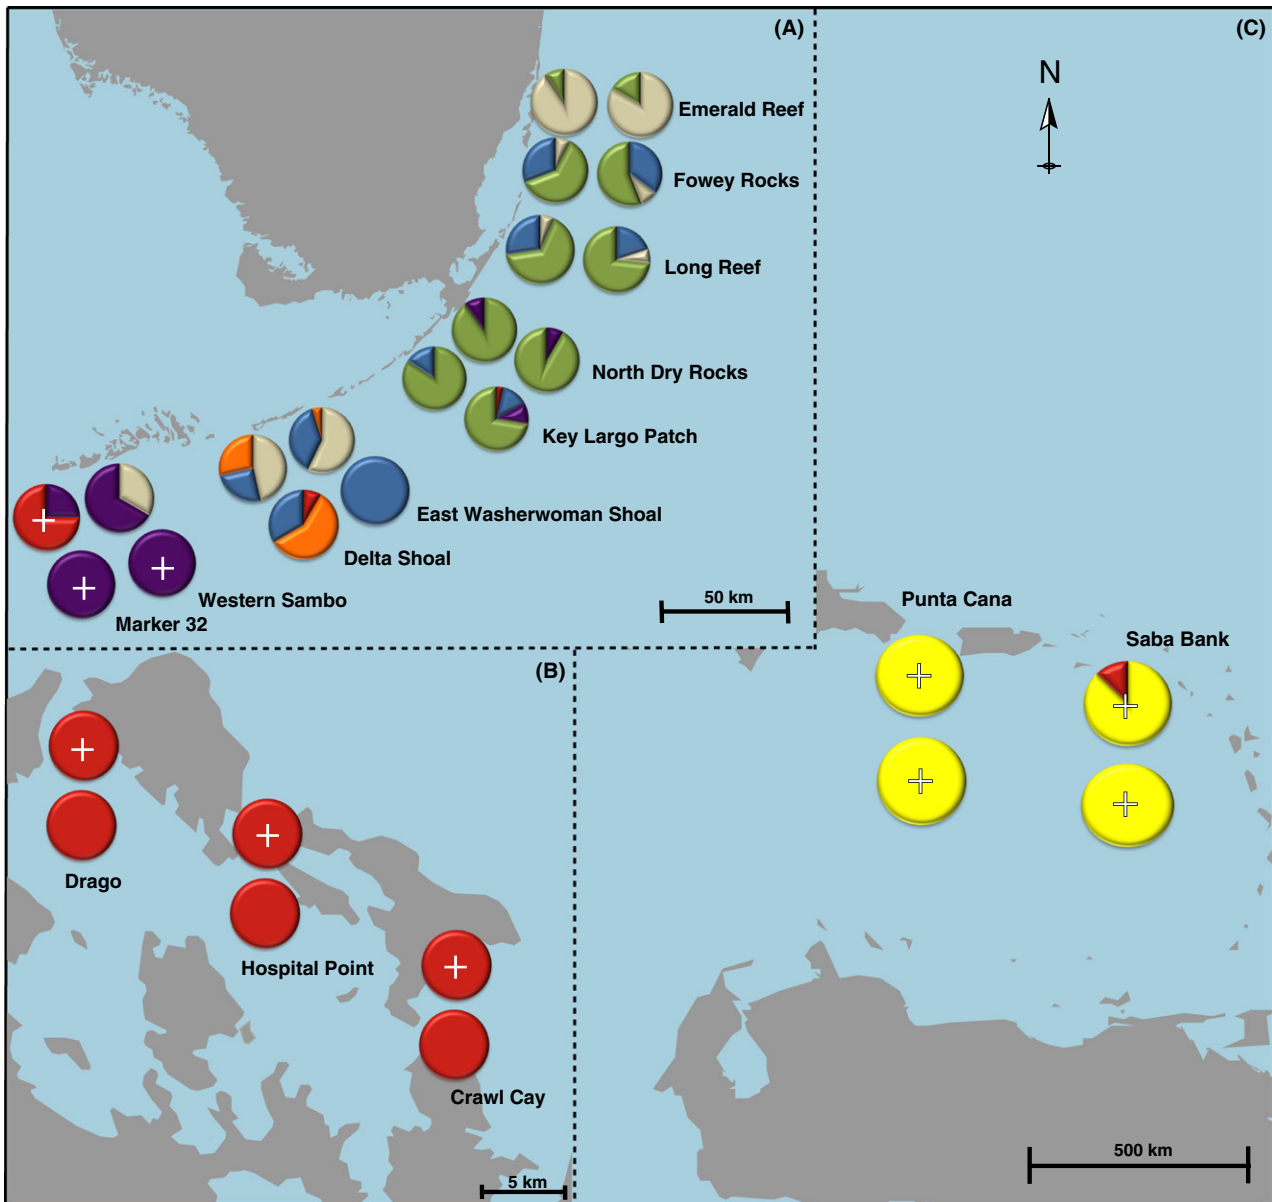 (A)
(C)
N
Emerald Reef
Fowey Rocks
Long Reef
North Dry Rocks
Key Largo Patch
East Washerwoman Shoal
Delta Shoal
Western Sambo
Marker 32
50 km
Punta Cana
Saba Bank
(B)
Drago
Hospital Point
Crawl Cay
5 km
500 km